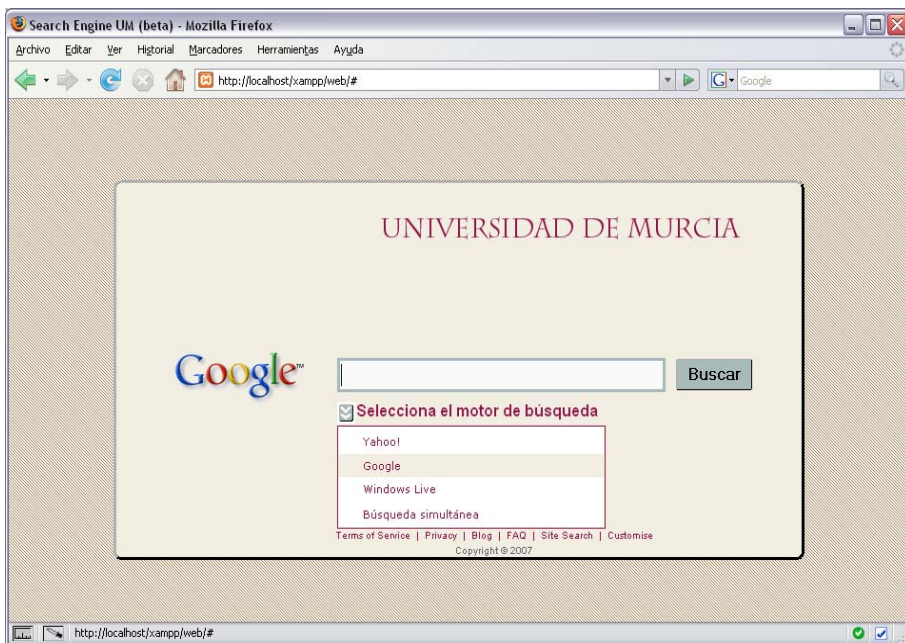 Search Engine UM (beta) - Mozilla Firefox
Archivo Editar Ver Historial Marcadores Herramientas Ayuda
http://localhost/xampp/web/# G Google
UNIVERSIDAD DE MURCIA
Google™ Buscar
Selecciona el motor de búsqueda
Yahoo!
Google
Windows Live
Búsqueda simultánea
Terms of Service | Privacy | Blog | FAQ | Site Search | Customise
Copyright © 2007
http://localhost/xampp/web/#